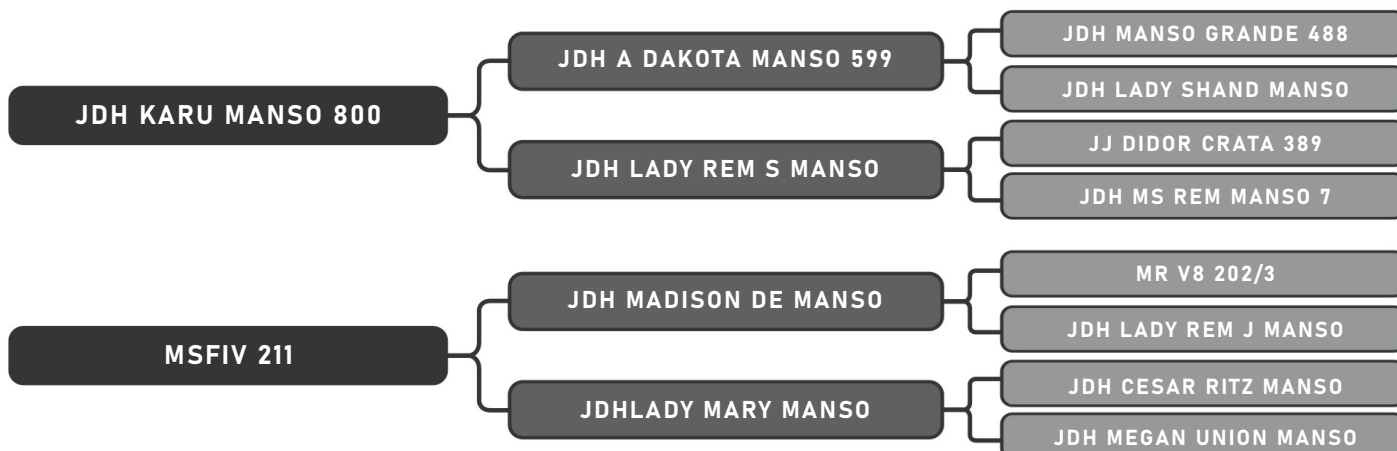 JDH KARU MANSO 800
JDH A DAKOTA MANSO 599
JDH MANSO GRANDE 488
JDH LADY SHAND MANSO
JDH LADY REM S MANSO
JJ DIDOR CRATA 389
JDH MS REM MANSO 7
MSFIV 211
JDH MADISON DE MANSO
MR V8 202/3
JDH LADY REM J MANSO
JDHLADY MARY MANSO
JDH CESAR RITZ MANSO
JDH MEGAN UNION MANSO